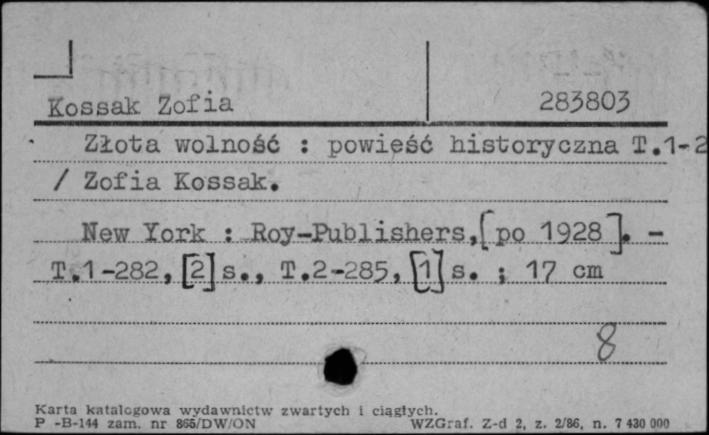 Kossak Zofia 283803
Złota wolność : powieść historyczna T.1-2
/ Zofia Kossak.
New York : Roy-Publishers, [po 1928]. -
T.1-282, [2] s., T.2-285, [1] s. ; 17 cm
8
Karta katalogowa wydawnictw zwartych i ciągłych.
P -B-144 zam. nr 865/DW/ON WZGraf. Z-d 2, z. 2/86, n. 7 430 000